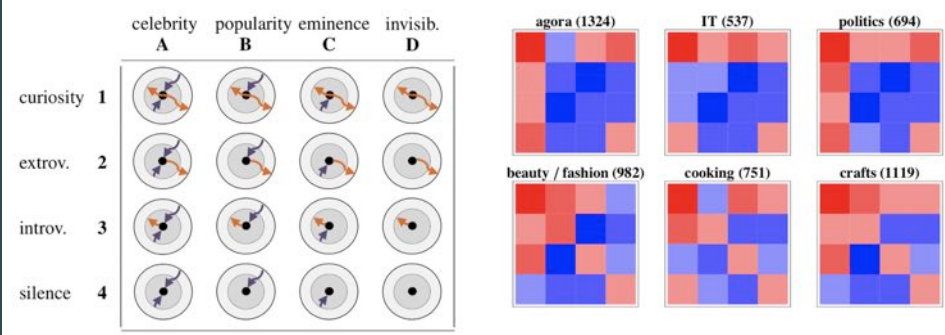 celebrity popularity eminence invisib.
A B C D
curiosity 1
extrov. 2
introv. 3
silence 4
agora (1324) IT (537) politics (694)
beauty / fashion (982) cooking (751) crafts (1119)